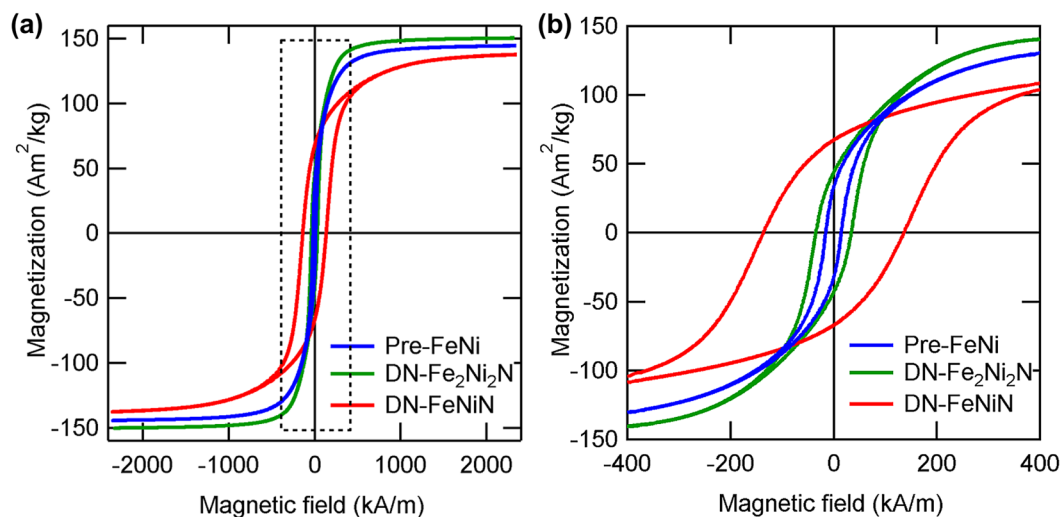 (a)
150
100
50
0
-50
-100
-150
Magnetization (Am²/kg)
Pre-FeNi
DN-Fe₂Ni₂N
DN-FeNiN
-2000
-1000
0
1000
2000
Magnetic field (kA/m)
(b)
150
100
50
0
-50
-100
-150
Magnetization (Am²/kg)
Pre-FeNi
DN-Fe₂Ni₂N
DN-FeNiN
-400
-200
0
200
400
Magnetic field (kA/m)